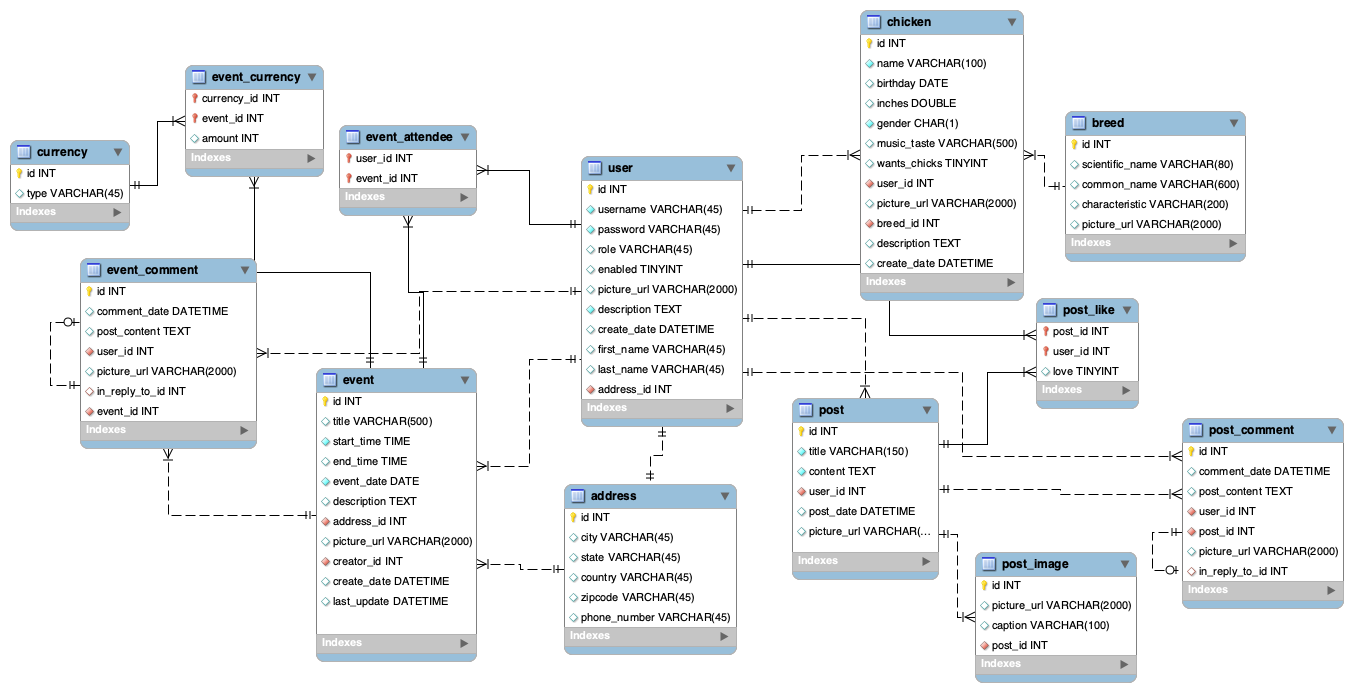 chicken
id INT
name VARCHAR(100)
birthday DATE
inches DOUBLE
gender CHAR(1)
music_taste VARCHAR(500)
wants_chicks TINYINT
user_id INT
picture_url VARCHAR(2000)
breed_id INT
description TEXT
create_date DATETIME
Indexes
event_currency
currency_id INT
event_id INT
amount INT
Indexes
currency
id INT
type VARCHAR(45)
Indexes
event_attendee
user_id INT
event_id INT
Indexes
user
id INT
username VARCHAR(45)
password VARCHAR(45)
role VARCHAR(45)
enabled TINYINT
picture_url VARCHAR(2000)
description TEXT
create_date DATETIME
first_name VARCHAR(45)
last_name VARCHAR(45)
address_id INT
Indexes
breed
id INT
scientific_name VARCHAR(80)
common_name VARCHAR(600)
characteristic VARCHAR(200)
picture_url VARCHAR(2000)
Indexes
event_comment
id INT
comment_date DATETIME
post_content TEXT
user_id INT
picture_url VARCHAR(2000)
in_reply_to_id INT
event_id INT
Indexes
event
id INT
title VARCHAR(500)
start_time TIME
end_time TIME
event_date DATE
description TEXT
address_id INT
picture_url VARCHAR(2000)
creator_id INT
create_date DATETIME
last_update DATETIME
Indexes
address
id INT
city VARCHAR(45)
state VARCHAR(45)
country VARCHAR(45)
zipcode VARCHAR(45)
phone_number VARCHAR(45)
Indexes
post_like
post_id INT
user_id INT
love TINYINT
Indexes
post
id INT
title VARCHAR(150)
content TEXT
user_id INT
post_date DATETIME
picture_url VARCHAR(...
Indexes
post_comment
id INT
comment_date DATETIME
post_content TEXT
user_id INT
post_id INT
picture_url VARCHAR(2000)
in_reply_to_id INT
Indexes
post_image
id INT
picture_url VARCHAR(2000)
caption VARCHAR(100)
post_id INT
Indexes